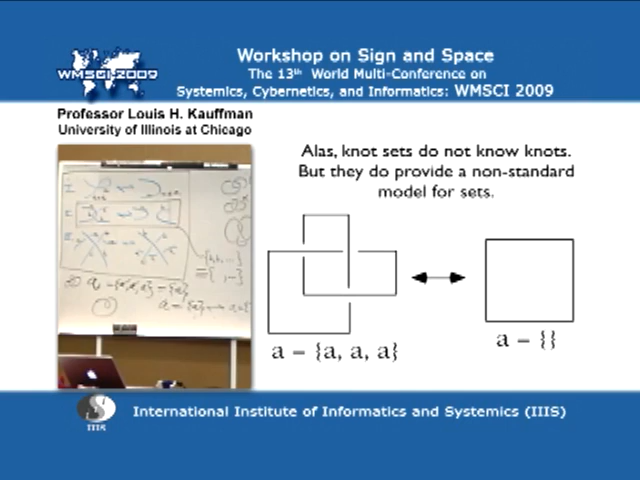 WMSCI 2009
Workshop on Sign and Space
The 13th World Multi-Conference on
Systemics, Cybernetics, and Informatics: WMSCI 2009
Professor Louis H. Kauffman
University of Illinois at Chicago
Alas, knot sets do not know knots.
But they do provide a non-standard
model for sets.
a = {a, a, a}
a = {}
IIIS
International Institute of Informatics and Systemics (IIIS)